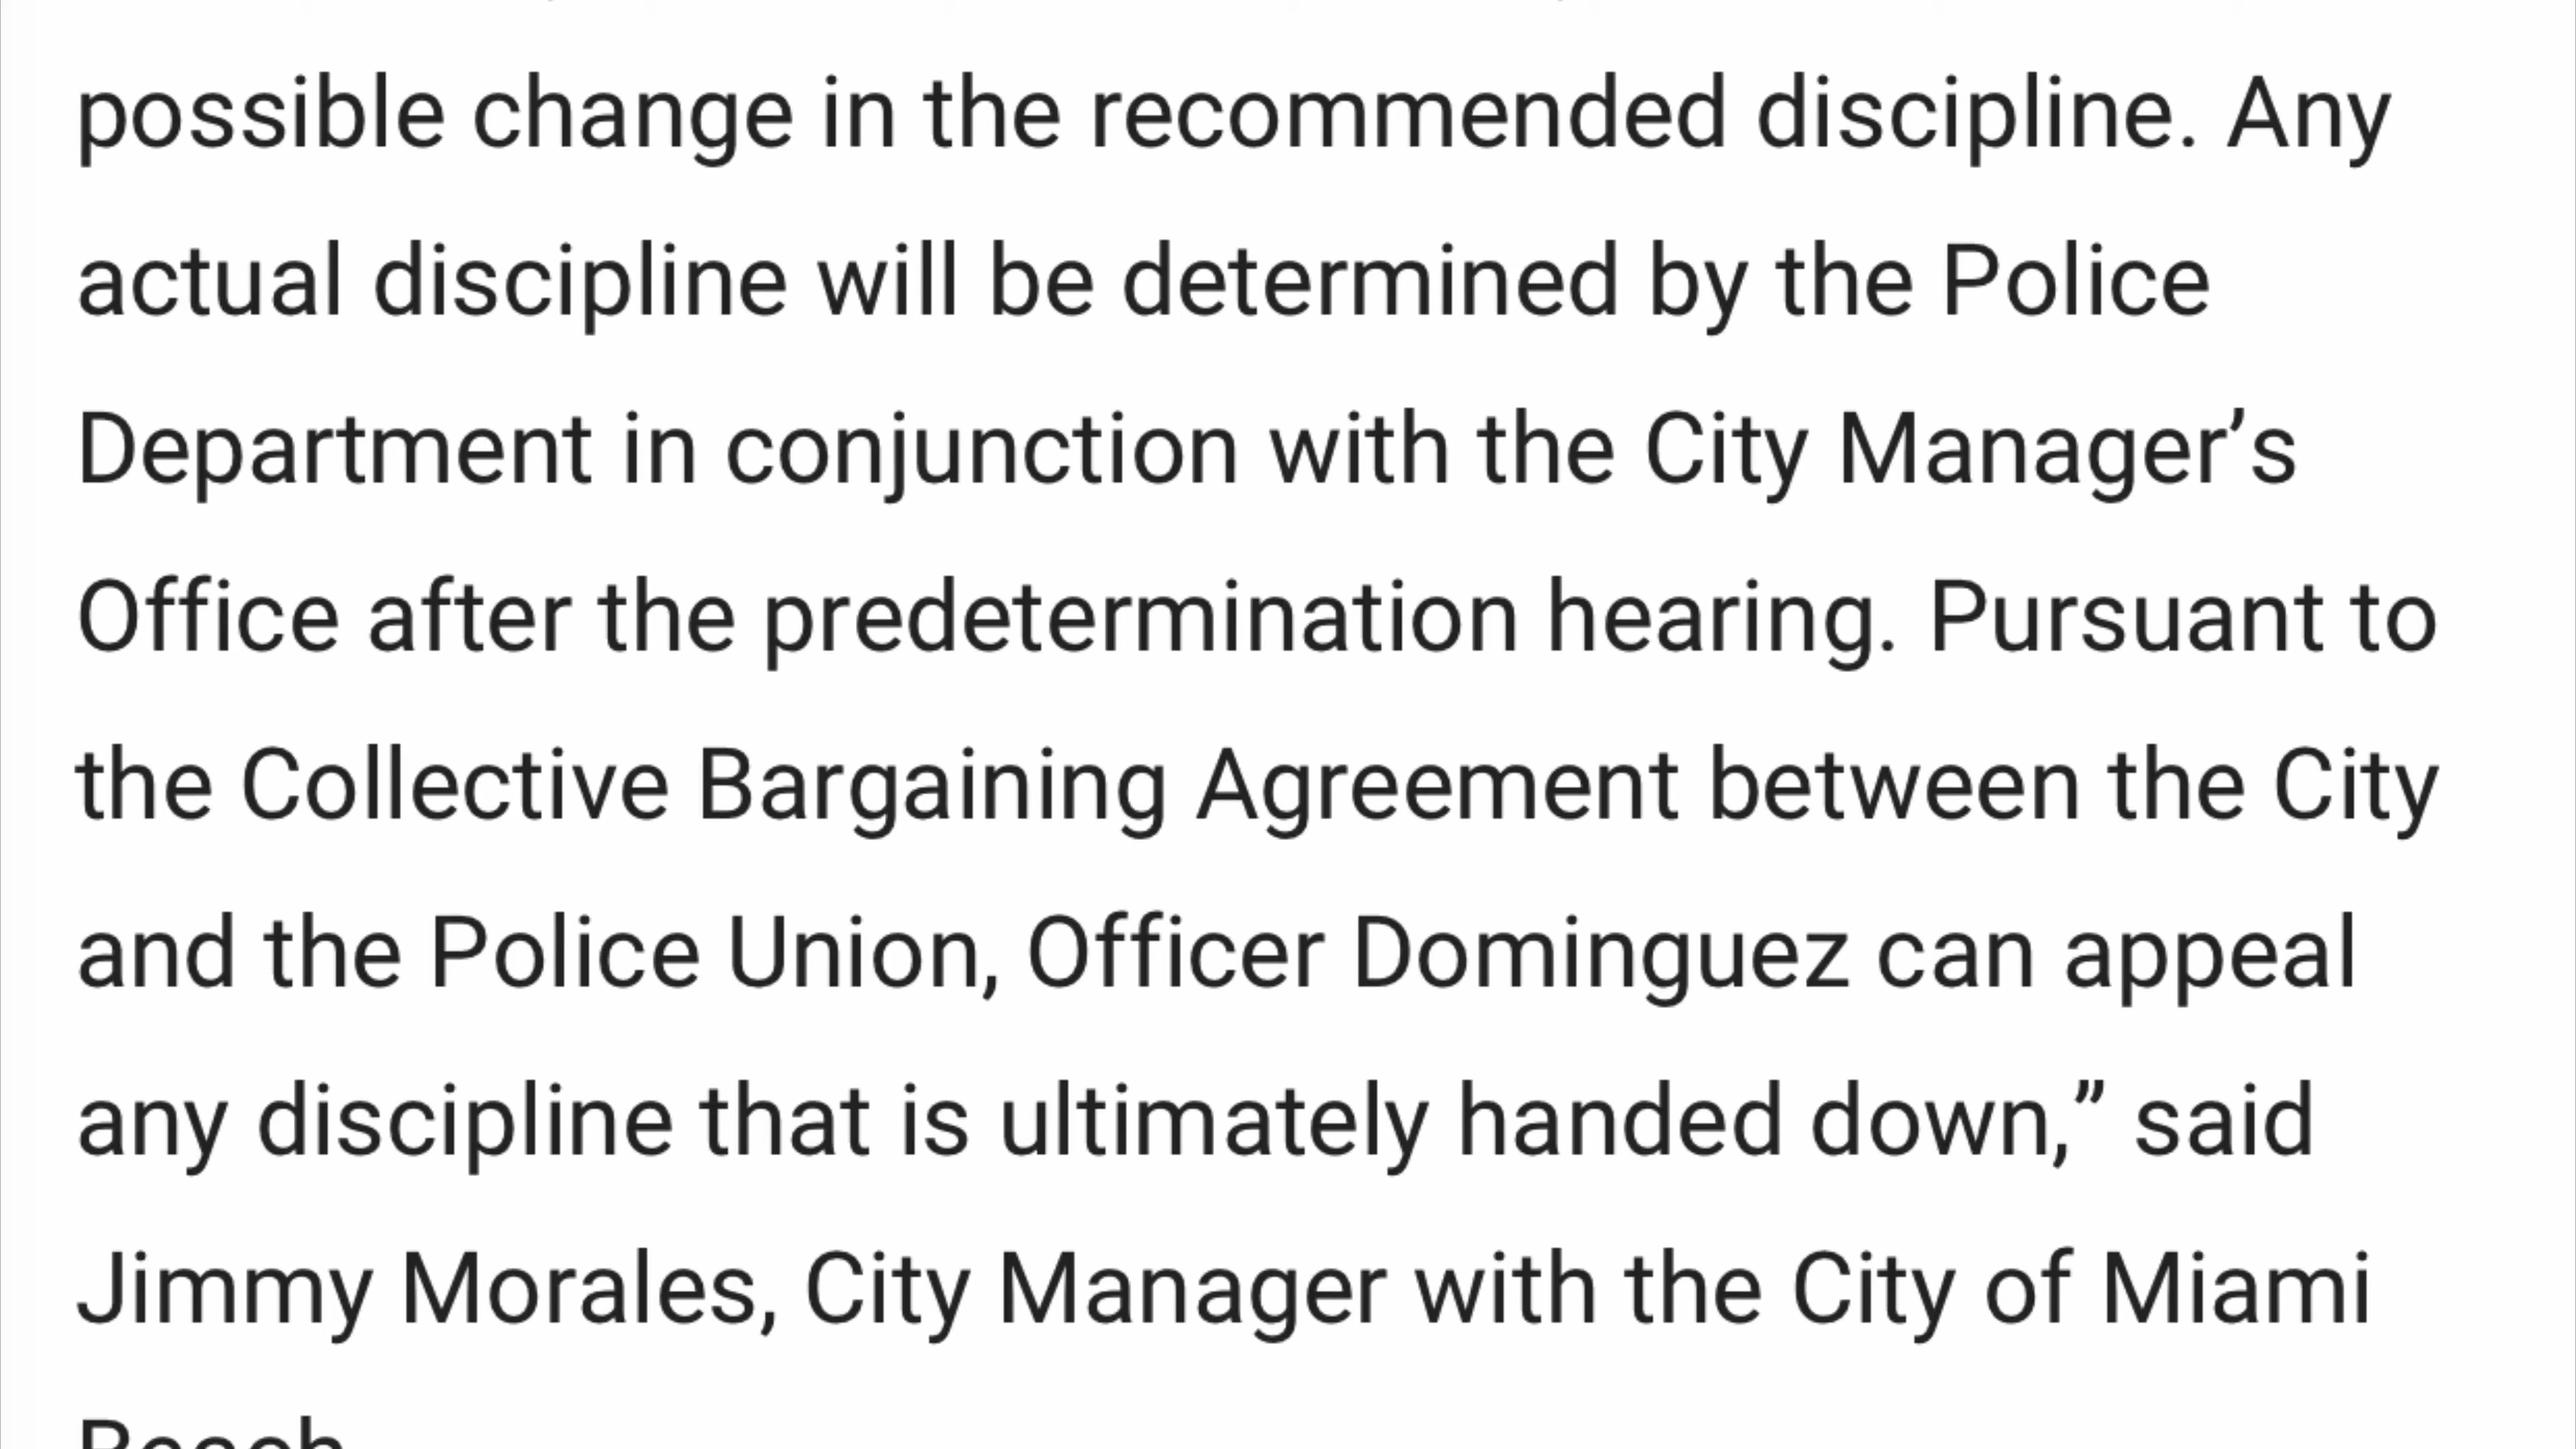 possible change in the recommended discipline. Any
actual discipline will be determined by the Police
Department in conjunction with the City Manager’s
Office after the predetermination hearing. Pursuant to
the Collective Bargaining Agreement between the City
and the Police Union, Officer Dominguez can appeal
any discipline that is ultimately handed down,” said
Jimmy Morales, City Manager with the City of Miami
Beach